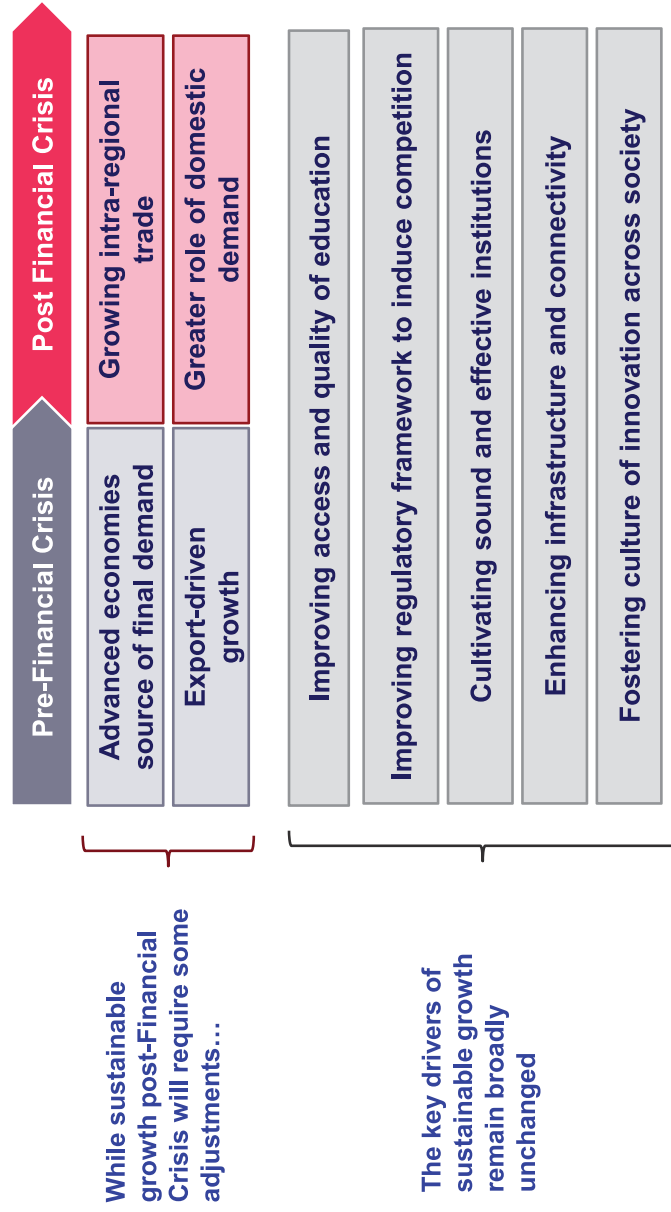 Pre-Financial Crisis
Post Financial Crisis
While sustainable
growth post-Financial
Crisis will require some
adjustments…
Advanced economies
source of final demand
Growing intra-regional
trade
Export-driven
growth
Greater role of domestic
demand
The key drivers of
sustainable growth
remain broadly
unchanged
Improving access and quality of education
Improving regulatory framework to induce competition
Cultivating sound and effective institutions
Enhancing infrastructure and connectivity
Fostering culture of innovation across society